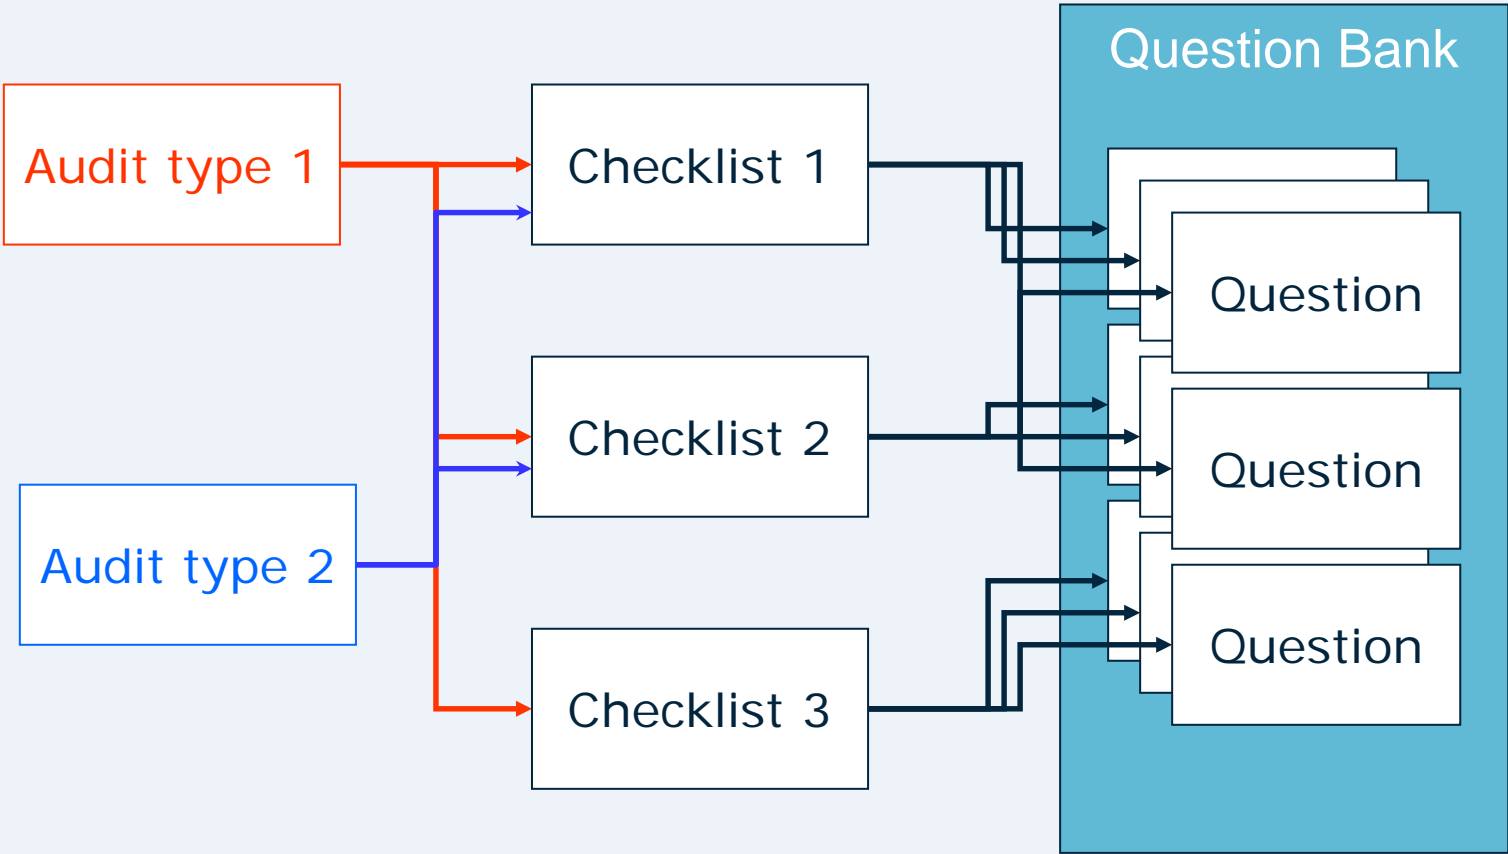 Question Bank
Audit type 1
Checklist 1
Question
Checklist 2
Question
Audit type 2
Question
Checklist 3